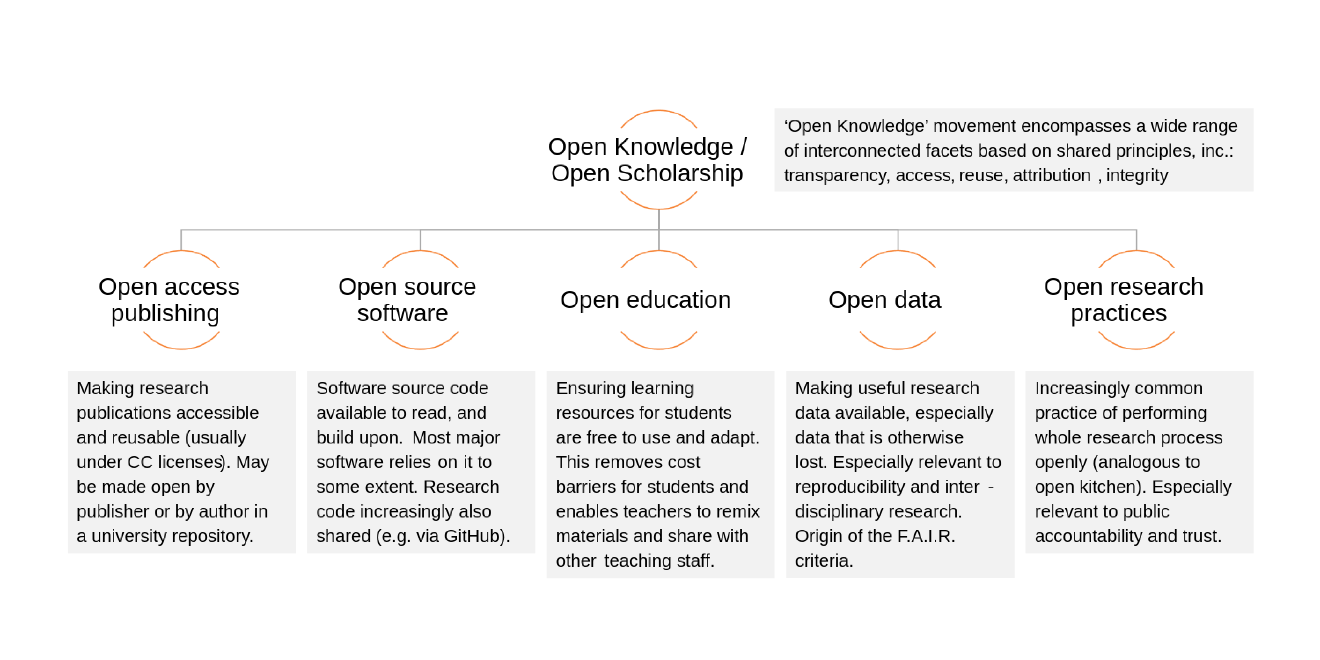 Open Knowledge /
Open Scholarship
‘Open Knowledge’ movement encompasses a wide range
of interconnected facets based on shared principles, inc.:
transparency, access, reuse, attribution , integrity
Open access
publishing
Making research
publications accessible
and reusable (usually
under CC licenses). May
be made open by
publisher or by author in
a university repository.
Open source
software
Software source code
available to read, and
build upon. Most major
software relies on it to
some extent. Research
code increasingly also
shared (e.g. via GitHub).
Open education
Ensuring learning
resources for students
are free to use and adapt.
This removes cost
barriers for students and
enables teachers to remix
materials and share with
other teaching staff.
Open data
Making useful research
data available, especially
data that is otherwise
lost. Especially relevant to
reproducibility and inter -
disciplinary research.
Origin of the F.A.I.R.
criteria.
Open research
practices
Increasingly common
practice of performing
whole research process
openly (analogous to
open kitchen). Especially
relevant to public
accountability and trust.